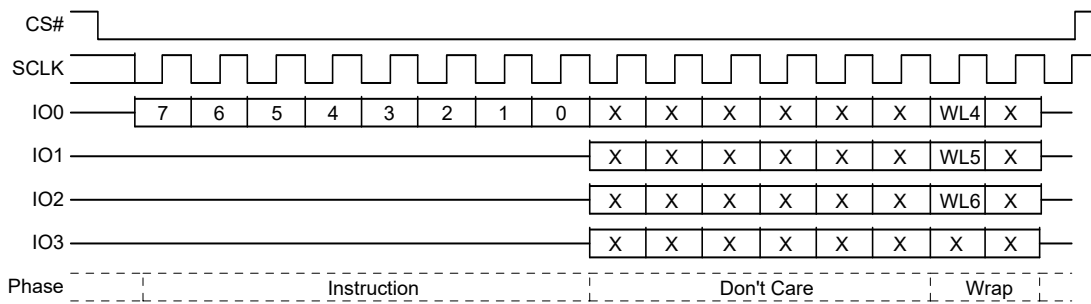 CS#
SCLK
IO0 7 6 5 4 3 2 1 0 X X X X X X WL4 X
IO1 X X X X X X WL5 X
IO2 X X X X X X WL6 X
IO3 X X X X X X X X
Phase Instruction Don't Care Wrap